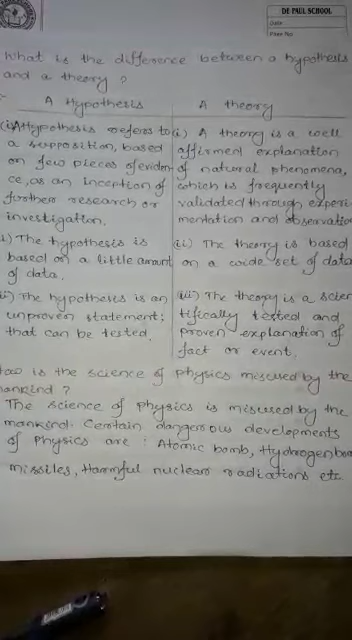 DE PAUL SCHOOL
Date
Page No.
What is the difference between a hypothesis
and a theory ?
A Hypothesis
(i) A Hypothesis refers to
a supposition, based
on few pieces of eviden-
ce, as an inception of
further research or
investigation.
) The hypothesis is
based on a little amount
of data.
) The hypothesis is an
unproven statement;
that can be tested.
A theory
(i) A theory is a well
affirmed explanation
of natural phenomena,
which is frequently
validated through experi
mentation and observatio
(ii) The theory is based
on a wide set of data
(iii) The theory is a scien
tifically tested and
proven explanation of
fact or event.
is the science of physics misused by the
mankind ?
The science of physics is misused by the
mankind. Certain dangerous developments
of Physics are : Atomic bomb, Hydrogen bo
missiles, Harmful nuclear radiations etc.